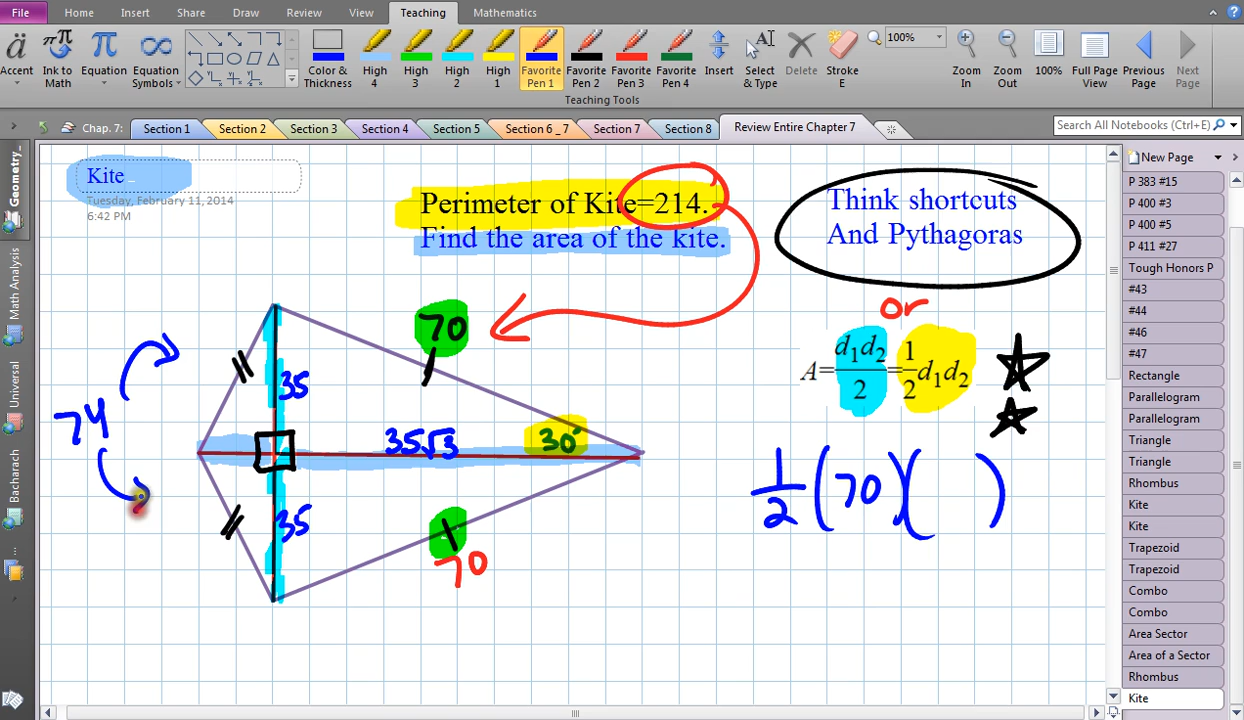 File
Home
Insert
Share
Draw
Review
View
Teaching
Mathematics
ä
π
∞
Accent
Ink to Math
Equation
Equation Symbols
Color & Thickness
High 4
High 3
High 2
High 1
Favorite Pen 1
Favorite Pen 2
Favorite Pen 3
Favorite Pen 4
Insert
Select & Type
Delete
Stroke E
100%
Zoom In
Zoom Out
100%
Full Page View
Previous Page
Next Page
Teaching Tools
Chap. 7:
Section 1
Section 2
Section 3
Section 4
Section 5
Section 6 _ 7
Section 7
Section 8
Review Entire Chapter 7
Search All Notebooks (Ctrl+E)
Geometry_
Math Analysis
Universal
Bacharach
Kite
Tuesday, February 11, 2014
6:42 PM
Perimeter of Kite=214.
Find the area of the kite.
Think shortcuts
And Pythagoras
or
A=d₁d₂/2=1/2d₁d₂
70
35
74
35√3
30°
35
70
1/2 (70)( )
New Page
P 383 #15
P 400 #3
P 400 #5
P 411 #27
Tough Honors P
#43
#44
#46
#47
Rectangle
Parallelogram
Parallelogram
Triangle
Triangle
Rhombus
Kite
Kite
Trapezoid
Trapezoid
Combo
Combo
Area Sector
Area of a Sector
Rhombus
Kite